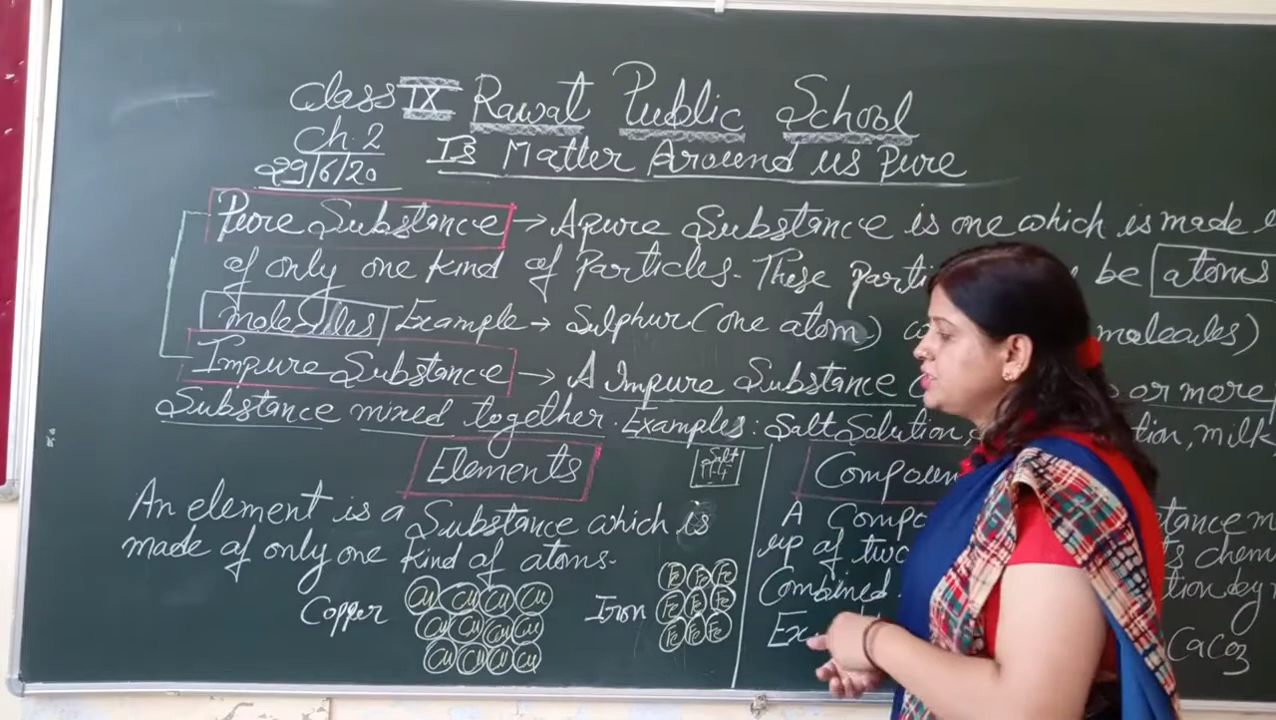 Class IX Rawat Public School
Ch. 2
29/6/20 Is Matter Around us Pure
Pure Substance → A pure Substance is one which is made
of only one kind of Particles. These parti be atoms
molecules Example → Sulphur (one atom) molecules)
Impure Substance → A Impure Substance or more
Substance mixed together. Examples: Salt Solution, tion, milk,
Elements
Salt
Compoun
An element is a Substance which is
made of only one kind of atoms.
A Compo tance m
up of two chem
Combined. tion by
Copper
Cu Cu Cu Cu
Cu Cu Cu Cu
Cu Cu Cu Cu
Iron
Fe Fe Fe
Fe Fe Fe
Fe Fe Fe
Ex CaCO3